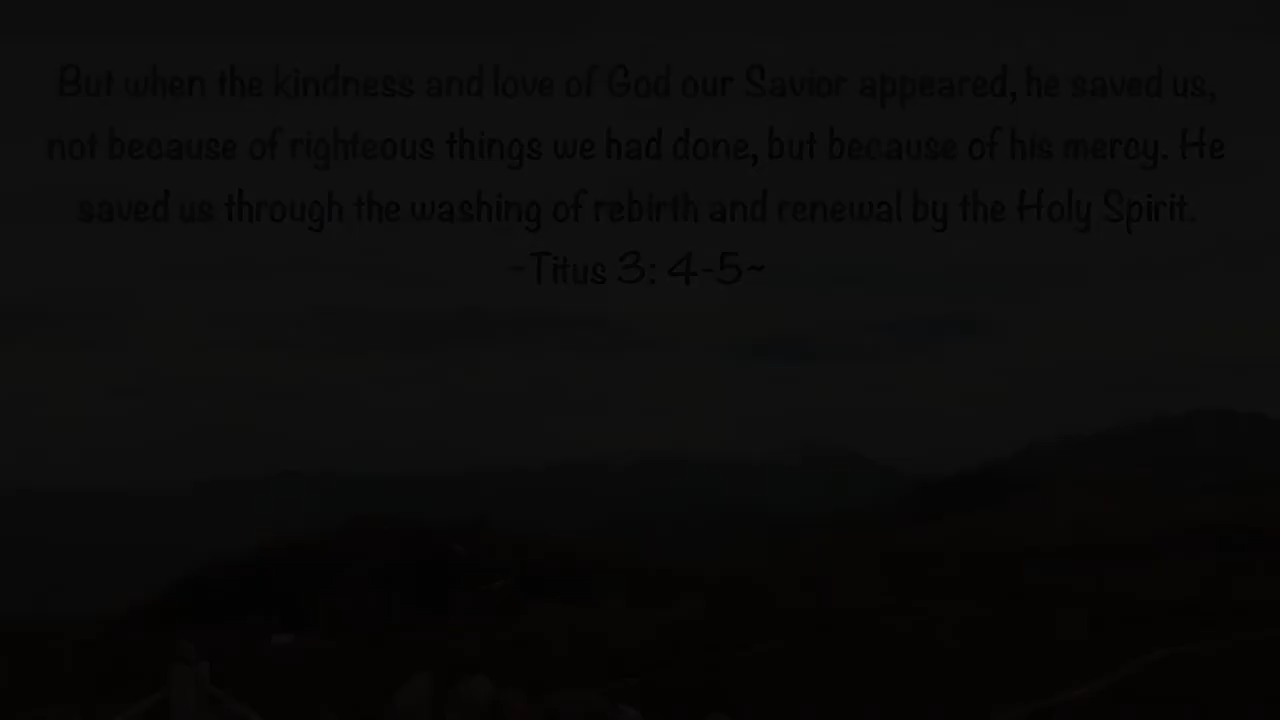 But when the kindness and love of God our Savior appeared, he saved us,
not because of righteous things we had done, but because of his mercy. He
saved us through the washing of rebirth and renewal by the Holy Spirit.
~Titus 3: 4-5~